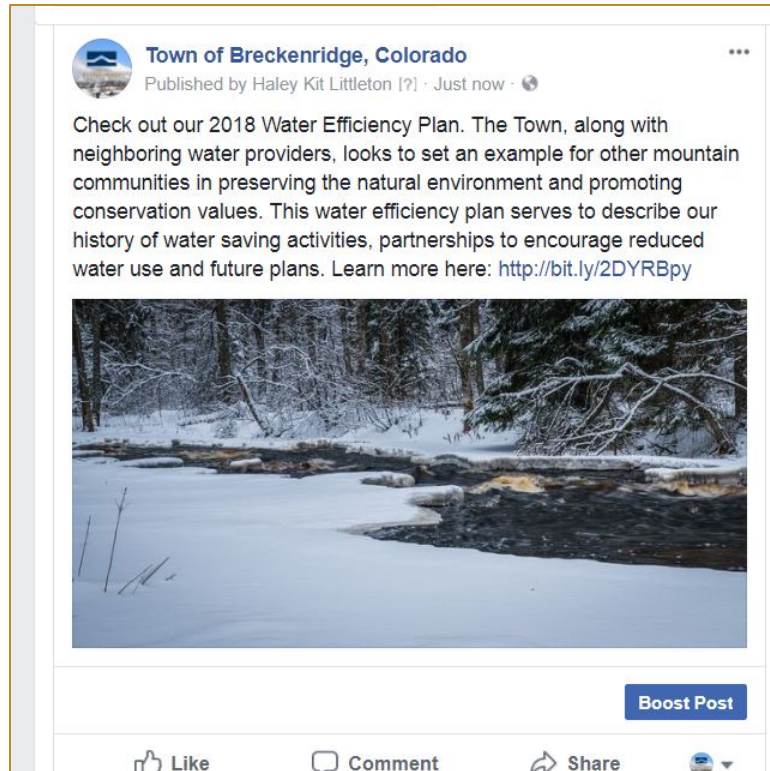 Town of Breckenridge, Colorado
Published by Haley Kit Littleton [?] · Just now ·
Check out our 2018 Water Efficiency Plan. The Town, along with
neighboring water providers, looks to set an example for other mountain
communities in preserving the natural environment and promoting
conservation values. This water efficiency plan serves to describe our
history of water saving activities, partnerships to encourage reduced
water use and future plans. Learn more here: http://bit.ly/2DYRBpy
Boost Post
Like Comment Share